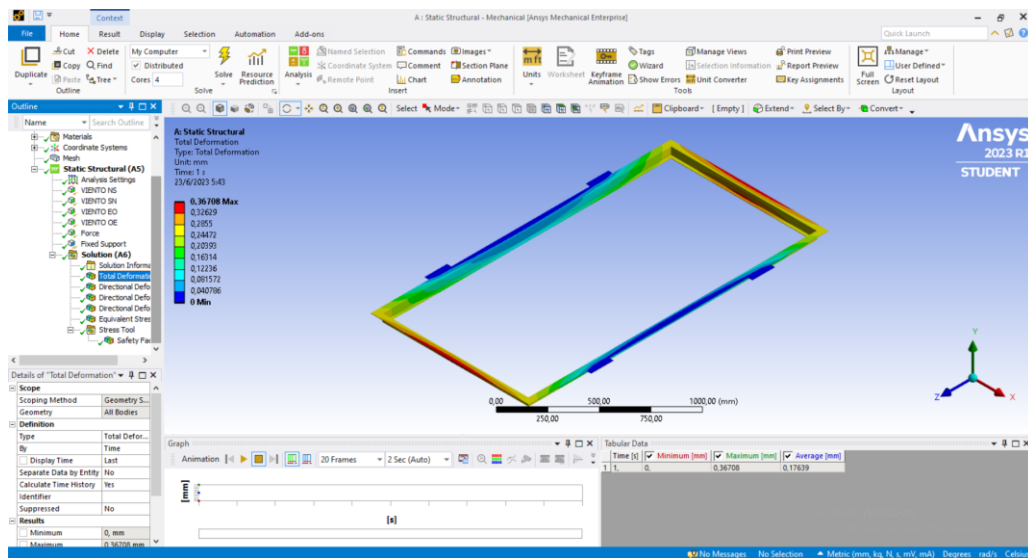 A : Static Structural - Mechanical [Ansys Mechanical Enterprise]
Context
File Home Result Display Selection Automation Add-ons
Quick Launch
Duplicate
Cut
Copy
Paste
Delete
Find
Tree
Outline
My Computer
Distributed
Cores 4
Solve
Resource Prediction
Solve
Analysis
Named Selection
Coordinate System
Remote Point
Commands
Comment
Chart
Images
Section Plane
Annotation
Insert
Units
Worksheet
Keyframe Animation
Tags
Wizard
Show Errors
Manage Views
Selection Information
Unit Converter
Print Preview
Report Preview
Key Assignments
Tools
Full Screen
Manage
User Defined
Reset Layout
Layout
Outline
Name Search Outline
Select Mode Clipboard [Empty] Extend Select By Convert
Materials
Coordinate Systems
Mesh
Static Structural (A5)
Analysis Settings
VIENTO NS
VIENTO SN
VIENTO EO
VIENTO OE
Force
Fixed Support
Solution (A6)
Solution Informa
Total Deformati
Directional Defo
Directional Defo
Directional Defo
Equivalent Stres
Stress Tool
Safety Fac
A: Static Structural
Total Deformation
Type: Total Deformation
Unit: mm
Time: 1 s
23/6/2023 5:43
0,36708 Max
0,32629
0,2855
0,24472
0,20393
0,16314
0,12236
0,081572
0,040786
0 Min
Ansys
2023 R1
STUDENT
Y
Z
X
0,00 500,00 1000,00 (mm)
250,00 750,00
Details of "Total Deformation"
Scope
Scoping Method Geometry S...
Geometry All Bodies
Definition
Type Total Defor...
By Time
Display Time Last
Separate Data by Entity No
Calculate Time History Yes
Identifier
Suppressed No
Results
Minimum 0, mm
Maximum 0,36708 mm
Graph
Animation 20 Frames 2 Sec (Auto)
[mm]
[s]
Tabular Data
Time [s] Minimum [mm] Maximum [mm] Average [mm]
1 1, 0, 0,36708 0,17639
No Messages No Selection Metric (mm, kg, N, s, mV, mA) Degrees rad/s Celsius